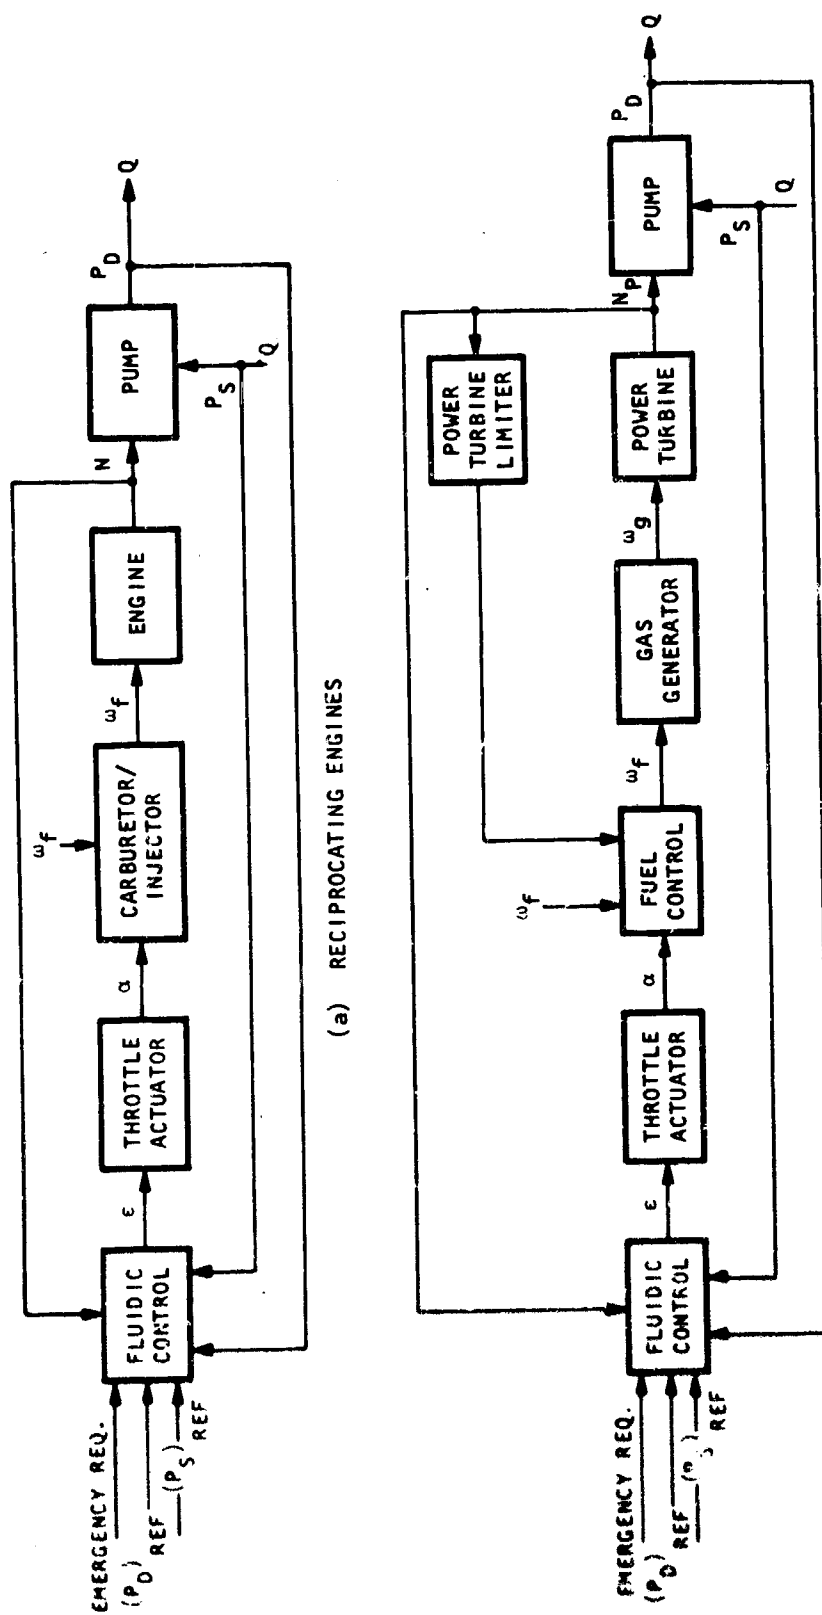 EMERGENCY REQ.
(P_D) REF
(P_S) REF
FLUIDIC
CONTROL
ε
THROTTLE
ACTUATOR
α
ω_f
CARBURETOR/
INJECTOR
ω_f
ENGINE
N
PUMP
P_S
Q
P_D
Q
(a) RECIPROCATING ENGINES
EMERGENCY REQ.
(P_D) REF
REF
FLUIDIC
CONTROL
ε
THROTTLE
ACTUATOR
α
ω_f
FUEL
CONTROL
ω_f
GAS
GENERATOR
ω_g
POWER
TURBINE
POWER
TURBINE
LIMITER
N_P
PUMP
P_S
Q
P_D
Q